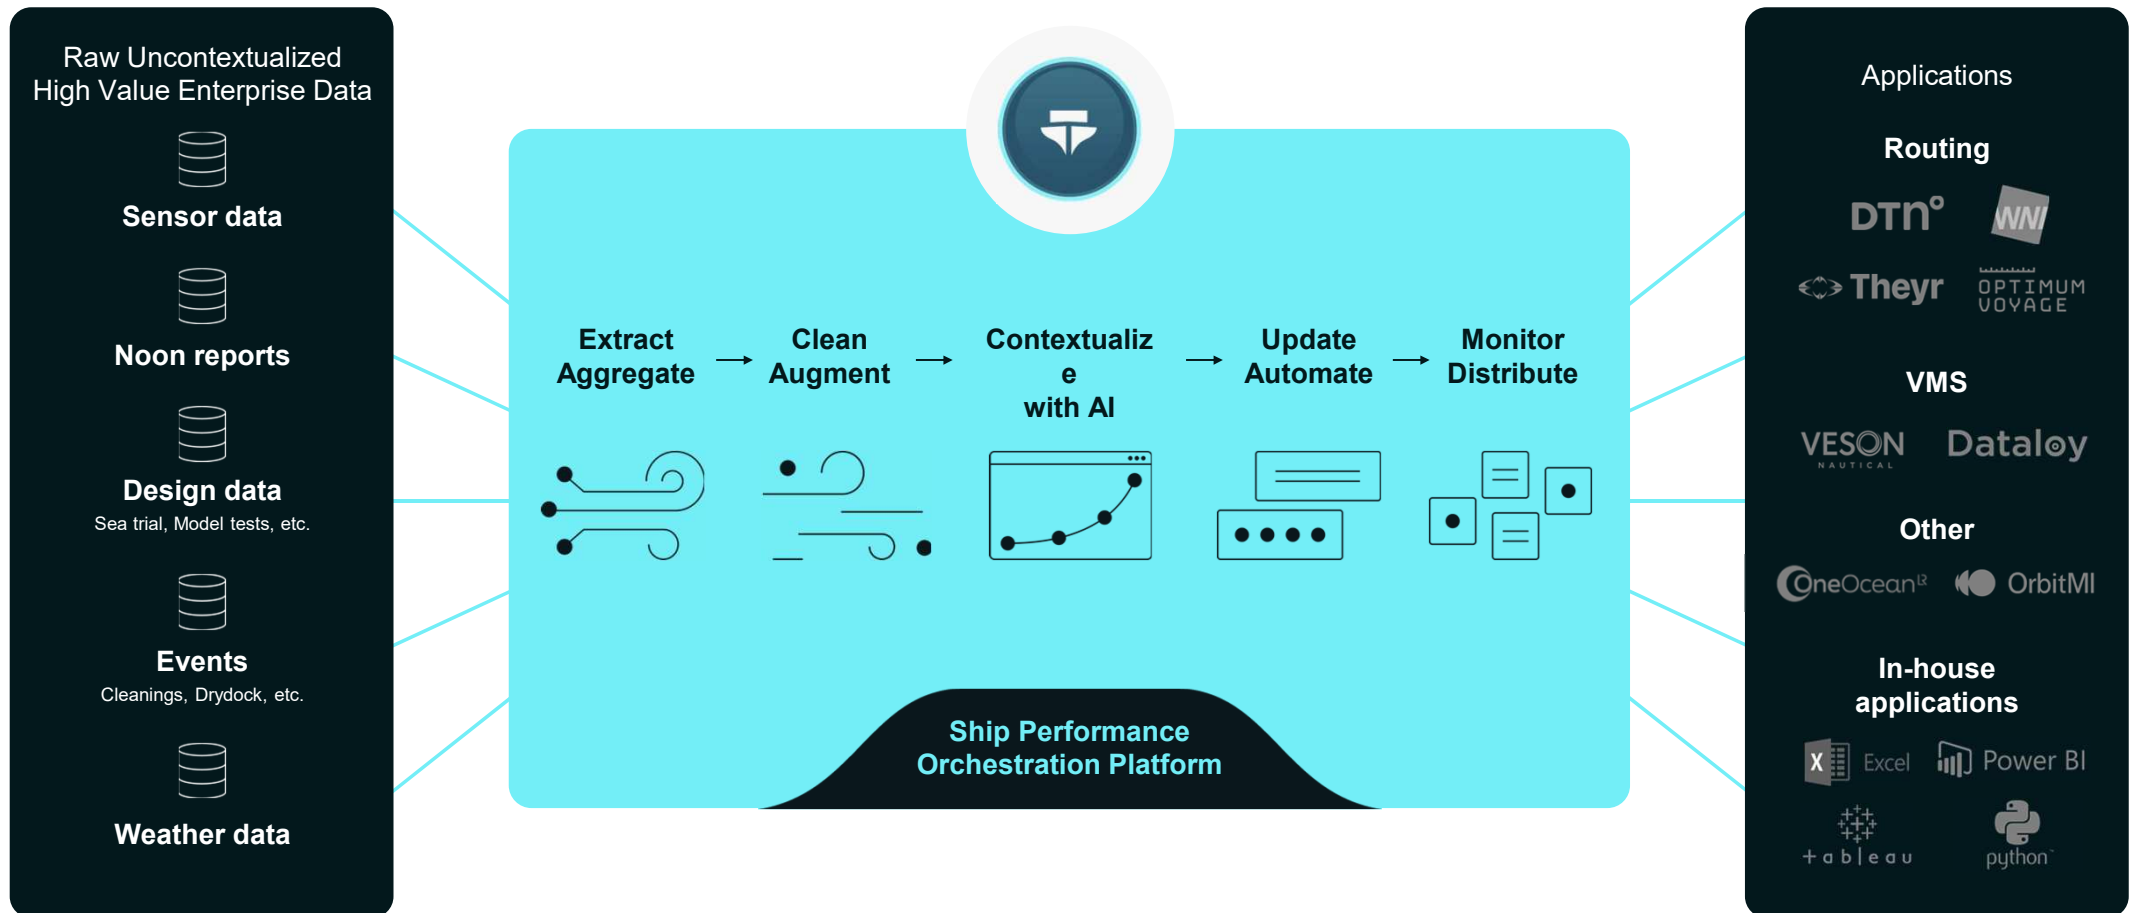 Raw Uncontextualized
High Value Enterprise Data
Sensor data
Noon reports
Design data
Sea trial, Model tests, etc.
Events
Cleanings, Drydock, etc.
Weather data
Extract
Aggregate
Clean
Augment
Contextualiz
e
with AI
Update
Automate
Monitor
Distribute
Ship Performance
Orchestration Platform
Applications
Routing
DTN
WNI
Theyr
OPTIMUM
VOYAGE
VMS
VESON
NAUTICAL
Dataloy
Other
OneOcean LR
OrbitMI
In-house
applications
X Excel
Power BI
+ableau
python™